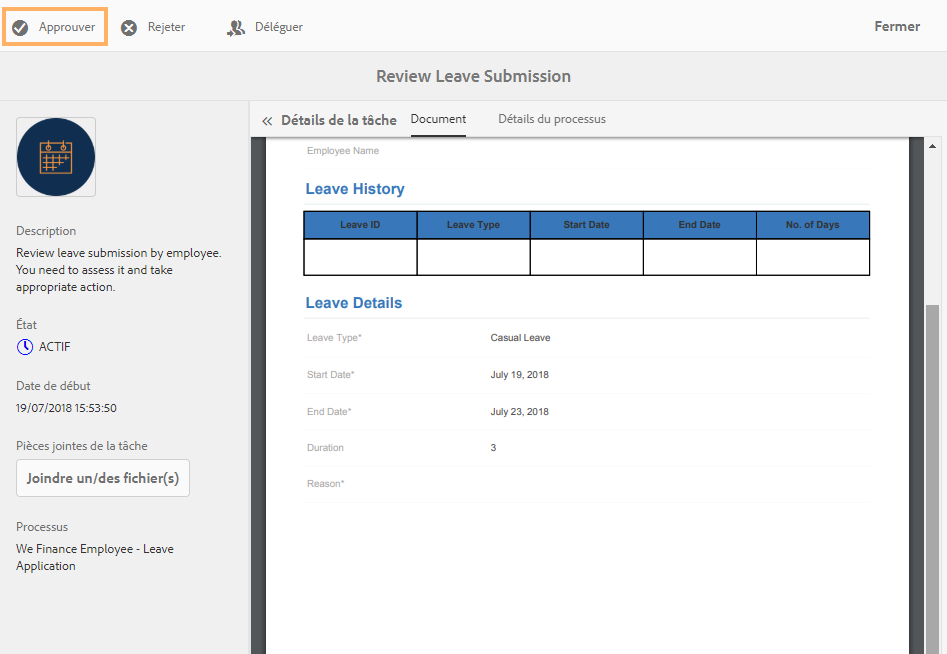 Approuver Rejeter Déléguer Fermer
Review Leave Submission
« Détails de la tâche Document Détails du processus
Description
Review leave submission by employee.
You need to assess it and take
appropriate action.
État
ACTIF
Date de début
19/07/2018 15:53:50
Pièces jointes de la tâche
Joindre un/des fichier(s)
Processus
We Finance Employee - Leave
Application
Employee Name
Leave History
Leave ID Leave Type Start Date End Date No. of Days
Leave Details
Leave Type* Casual Leave
Start Date* July 19, 2018
End Date* July 23, 2018
Duration 3
Reason*